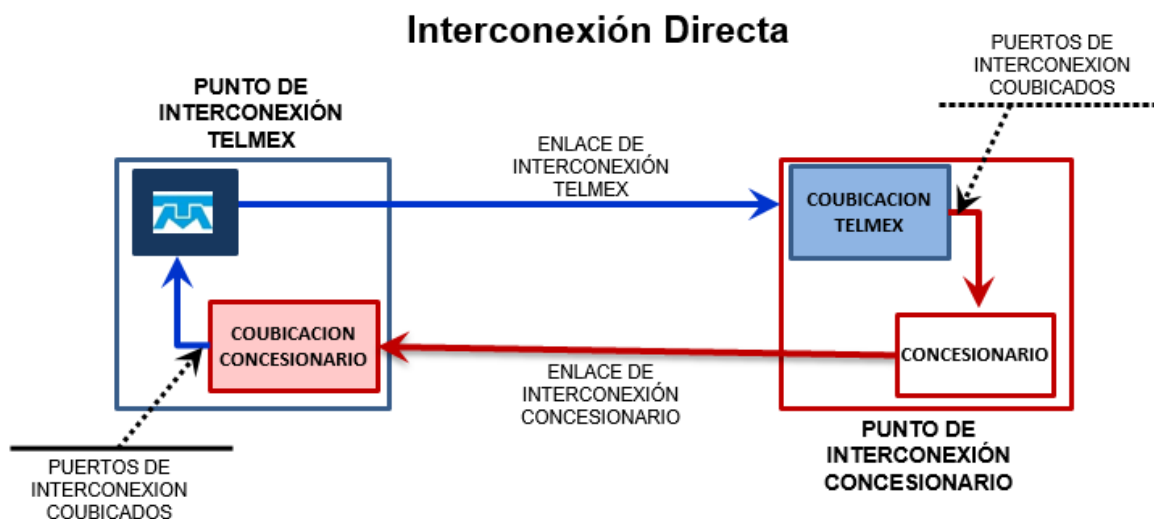 Interconexión Directa
PUNTO DE
INTERCONEXIÓN
TELMEX
ENLACE DE
INTERCONEXIÓN
TELMEX
PUERTOS DE
INTERCONEXION
COUBICADOS
COUBICACION
TELMEX
COUBICACION
CONCESIONARIO
CONCESIONARIO
ENLACE DE
INTERCONEXIÓN
CONCESIONARIO
PUERTOS DE
INTERCONEXION
COUBICADOS
PUNTO DE
INTERCONEXIÓN
CONCESIONARIO